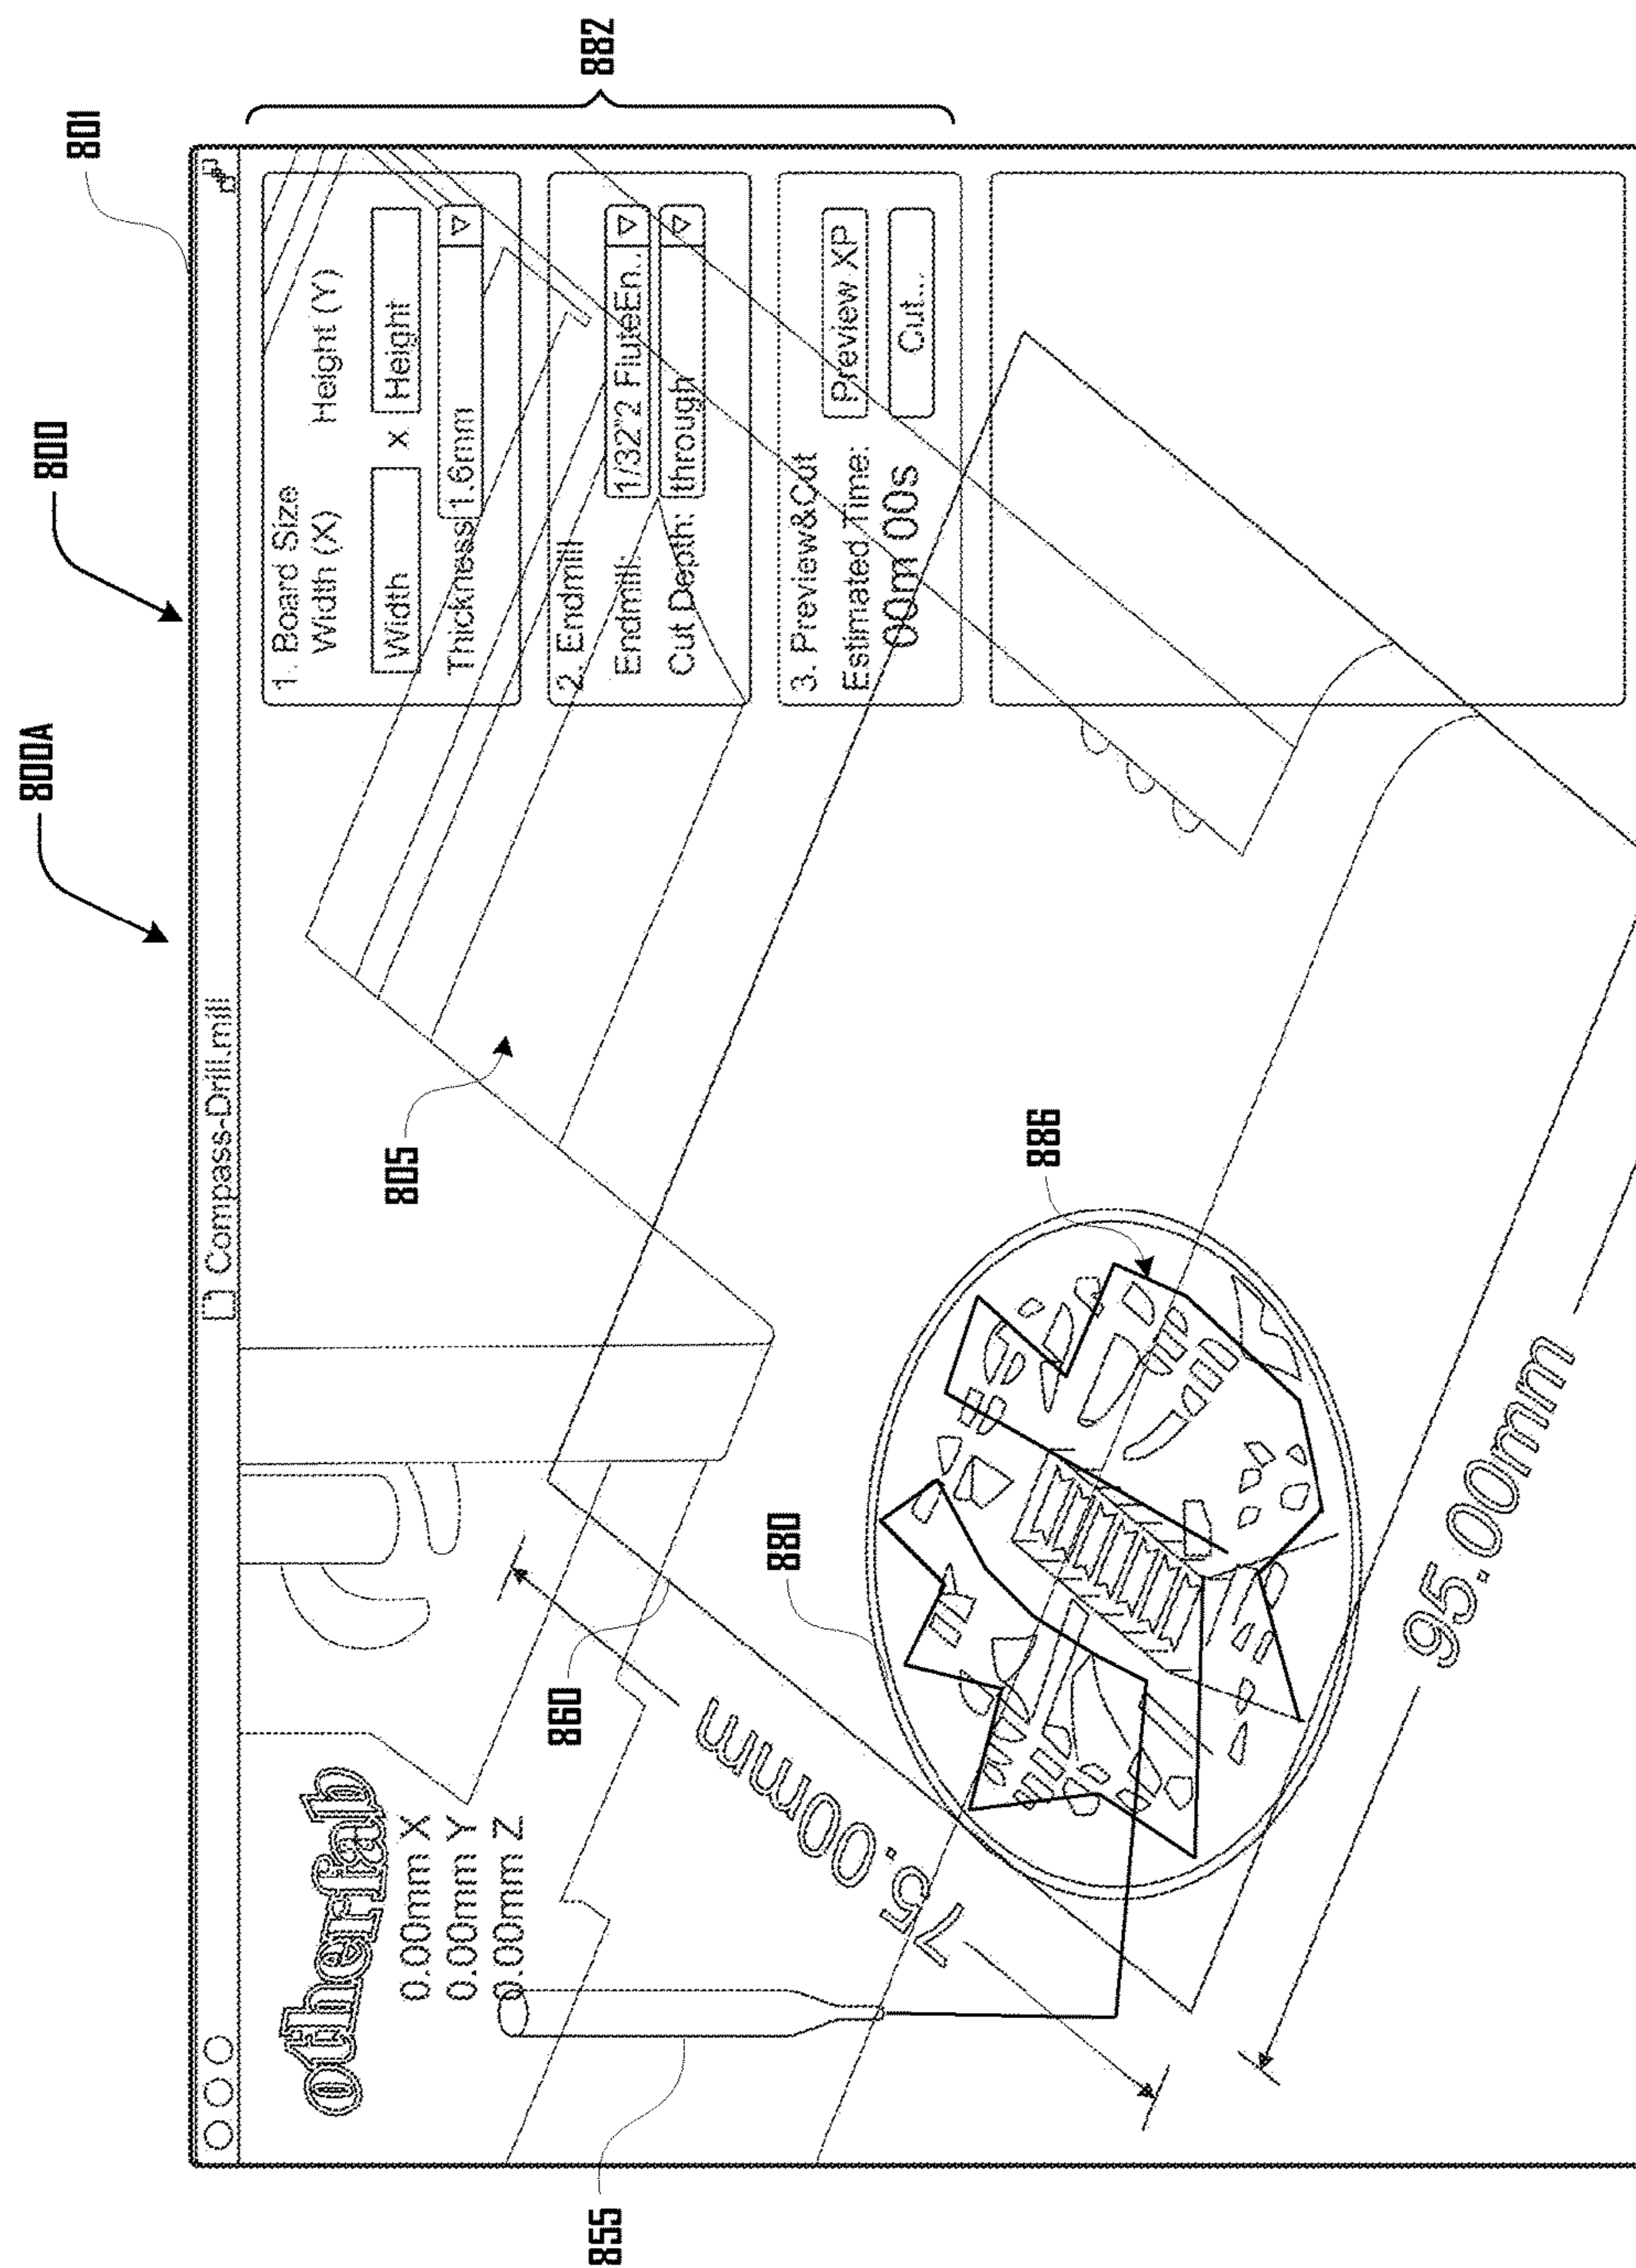 800A
800
801
Compass-Drill.mill
otherfab
0.00mm X
0.00mm Y
0.00mm Z
1. Board Size
Width (X) Height (Y)
Width x Height
Thickness 1.6mm
2. Endmill
Endmill: 1/32"2 FluteEn..
Cut Depth: through
3. Preview&Cut
Estimated Time: Preview XP
00m 00s Cut...
882
805
860
855
880
886
75.00mm
95.00mm